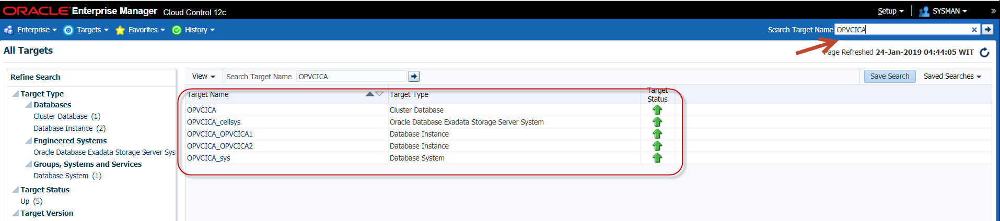 ORACLE Enterprise Manager Cloud Control 12c Setup SYSMAN »
Enterprise Targets Favorites History Search Target Name OPVCICA
All Targets
Page Refreshed 24-Jan-2019 04:44:05 WIT
Refine Search
Target Type
Databases
Cluster Database (1)
Database Instance (2)
Engineered Systems
Oracle Database Exadata Storage Server Sys
Groups, Systems and Services
Database System (1)
Target Status
Up (5)
Target Version
View Search Target Name OPVCICA Save Search Saved Searches
Target Name Target Type Target Status
OPVCICA Cluster Database
OPVCICA_cellsys Oracle Database Exadata Storage Server System
OPVCICA_OPVCICA1 Database Instance
OPVCICA_OPVCICA2 Database Instance
OPVCICA_sys Database System